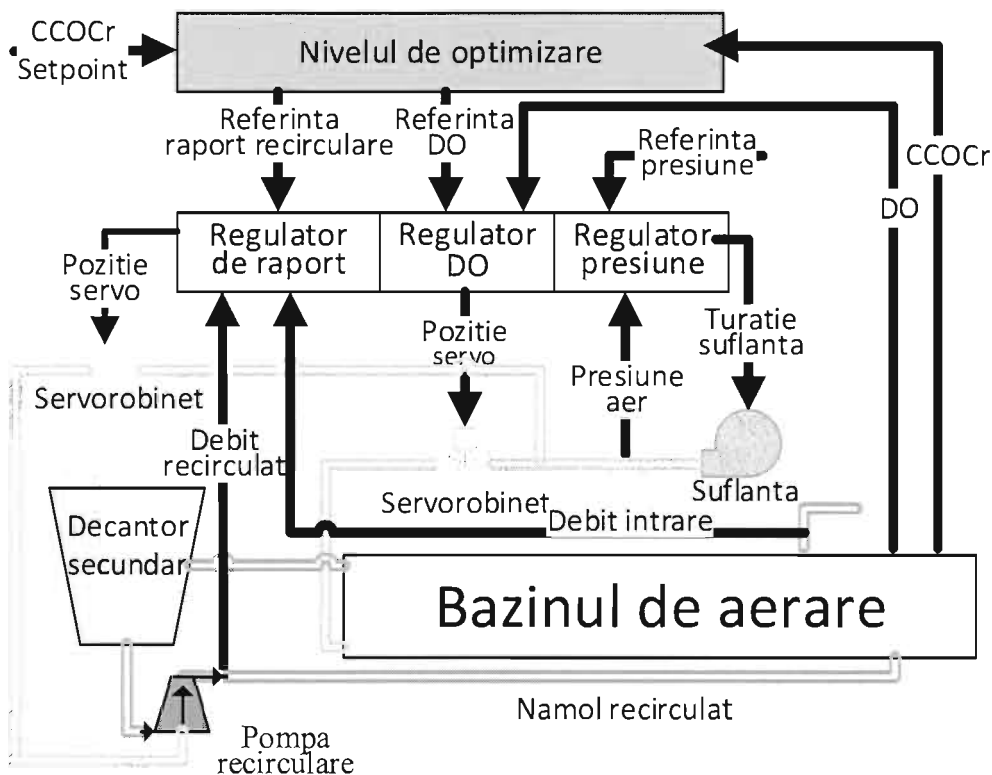 CCOCr
Setpoint
Nivelul de optimizare
Referinta
raport recirculare
Referinta
DO
Referinta
presiune
CCOCr
DO
Regulator
de raport
Regulator
DO
Regulator
presiune
Pozitie
servo
Pozitie
servo
Turatie
suflanta
Presiune
aer
Servorobinet
Debit
recirculat
Suflanta
Servorobinet
Debit intrare
Decantor
secundar
Bazinul de aerare
Namol recirculat
Pompa
recirculare